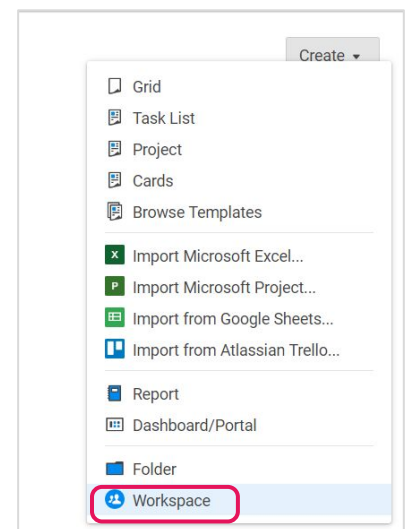 Create
Grid
Task List
Project
Cards
Browse Templates
Import Microsoft Excel...
Import Microsoft Project...
Import from Google Sheets...
Import from Atlassian Trello...
Report
Dashboard/Portal
Folder
Workspace